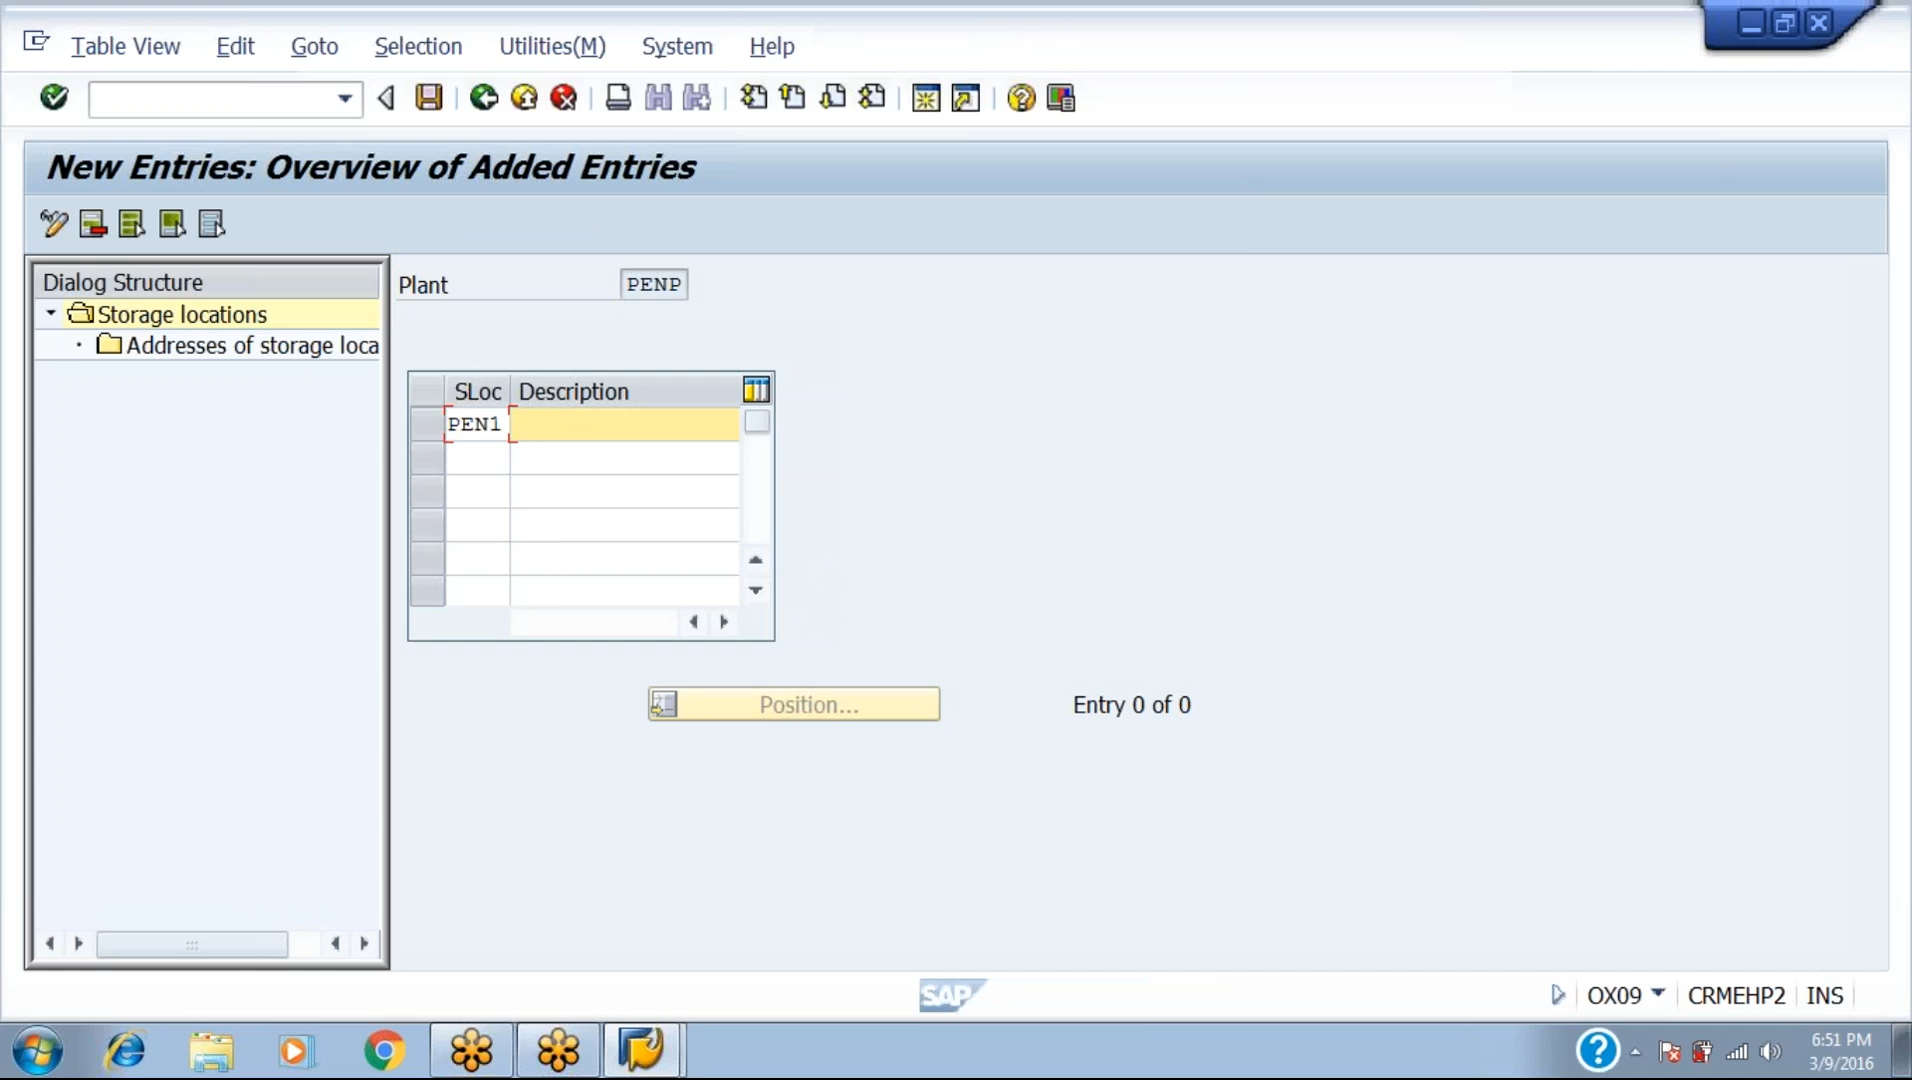 Table View Edit Goto Selection Utilities(M) System Help
New Entries: Overview of Added Entries
Dialog Structure
Storage locations
Addresses of storage loca
Plant PENP
SLoc Description
PEN1
Position... Entry 0 of 0
SAP
OX09 CRMEHP2 INS
6:51 PM
3/9/2016